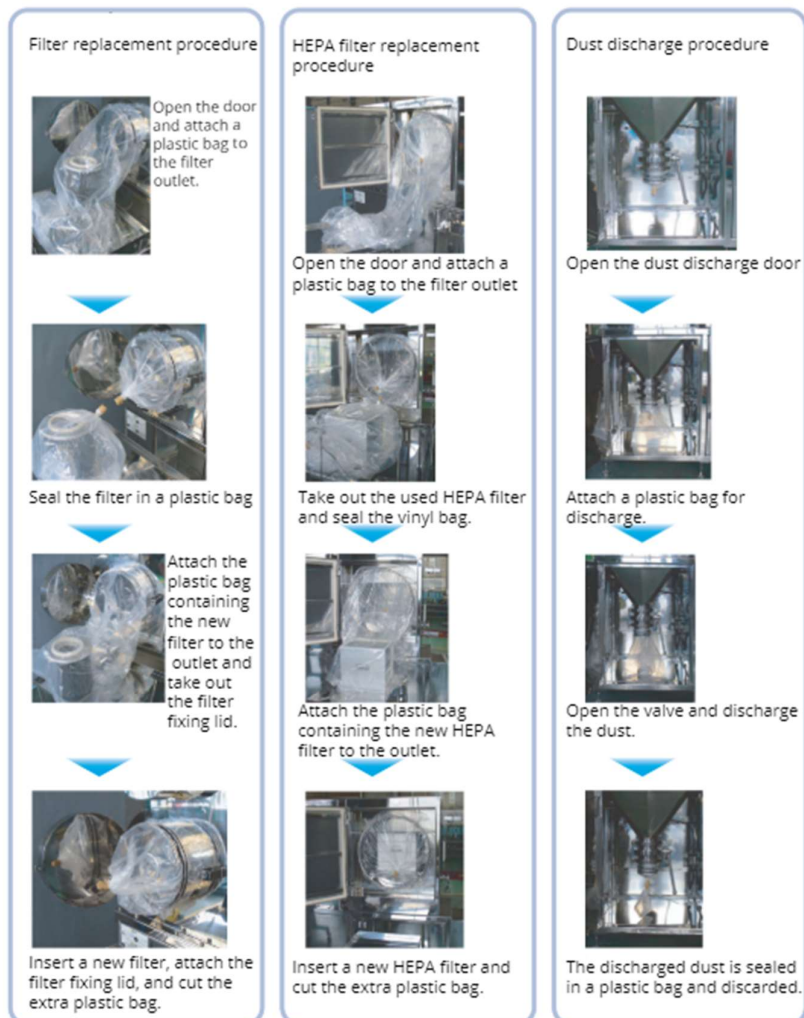 Filter replacement procedure
Open the door
and attach a
plastic bag to
the filter
outlet.
Seal the filter in a plastic bag
Attach the
plastic bag
containing
the new
filter to the
outlet and
take out
the filter
fixing lid.
Insert a new filter, attach the
filter fixing lid, and cut the
extra plastic bag.
HEPA filter replacement
procedure
Open the door and attach a
plastic bag to the filter outlet
Take out the used HEPA filter
and seal the vinyl bag.
Attach the plastic bag
containing the new HEPA
filter to the outlet.
Insert a new HEPA filter and
cut the extra plastic bag.
Dust discharge procedure
Open the dust discharge door
Attach a plastic bag for
discharge.
Open the valve and discharge
the dust.
The discharged dust is sealed
in a plastic bag and discarded.